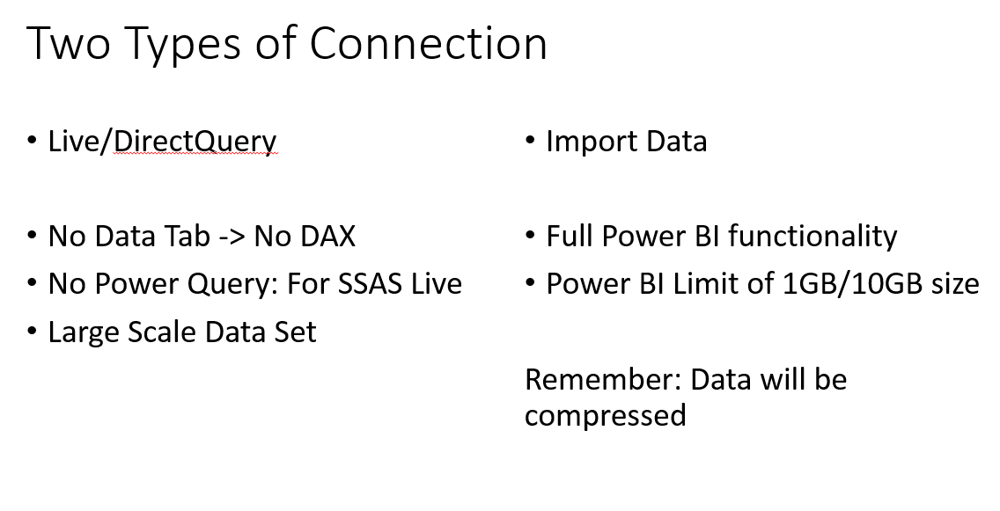 Two Types of Connection
• Live/DirectQuery
• No Data Tab -> No DAX
• No Power Query: For SSAS Live
• Large Scale Data Set
• Import Data
• Full Power BI functionality
• Power BI Limit of 1GB/10GB size
Remember: Data will be
compressed